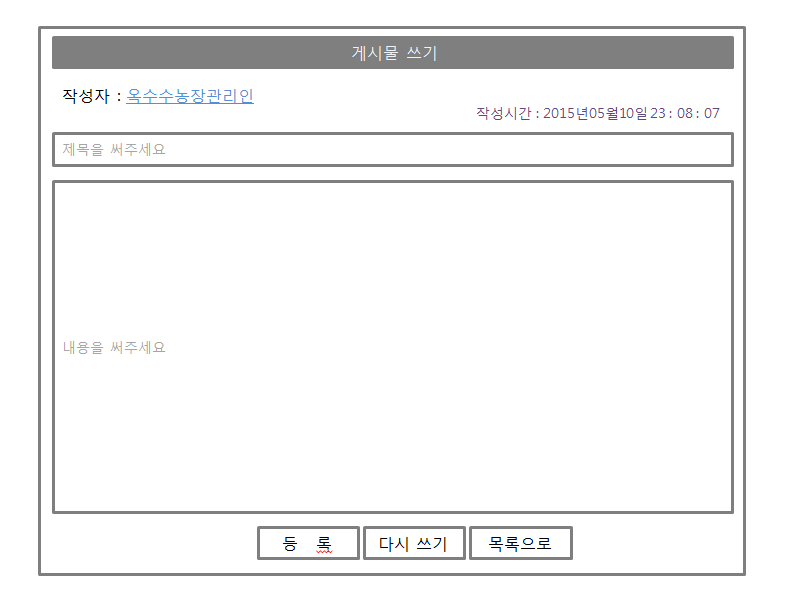 게시물 쓰기
작성자 : 옥수수농장관리인
작성시간 : 2015년05월10일 23 : 08 : 07
제목을 써주세요
내용을 써주세요
등 록
다시 쓰기
목록으로